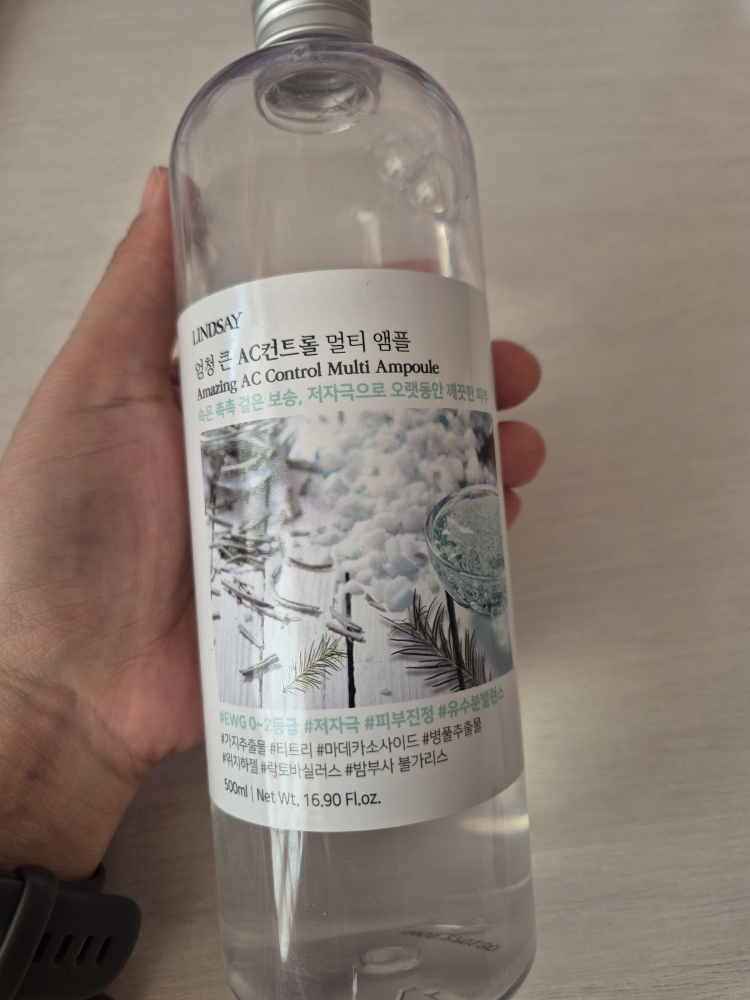 LINDSAY
엄청 큰 AC컨트롤 멀티 앰플
Amazing AC Control Multi Ampoule
속은 촉촉 겉은 보송, 저자극으로 오랫동안 깨끗한 피부
#EWG 0~2등급 #저자극 #피부진정 #유수분밸런스
#가지추출물 #티트리 #마데카소사이드 #병풀추출물
#위치하젤 #락토바실러스 #밤부사 불가리스
500ml | Net Wt. 16.90 Fl.oz.